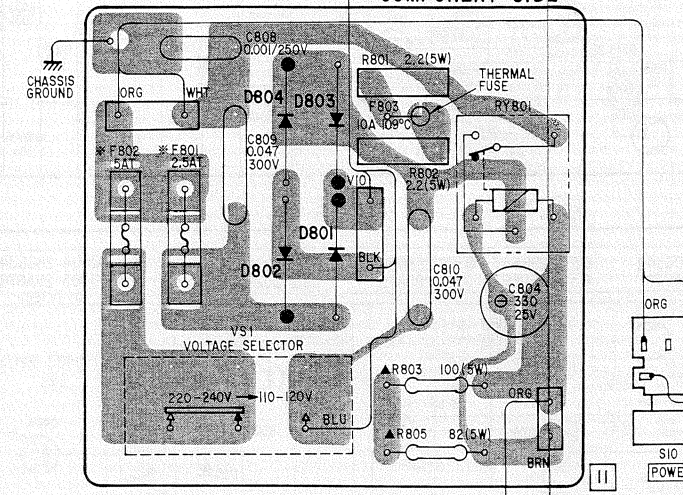 COMPONENT SIDE
C808
0.001/250V
R801 2.2(5W)
CHASSIS
GROUND
THERMAL
FUSE
ORG
WHT
D804
D803
F803
10A 109°C
RY801
※F802
5AT
※F801
2.5AT
C809
0.047
300V
R802
2.2(5W)
V10
D801
D802
BLK
C810
0.047
300V
C804
330
25V
ORG
VS1
VOLTAGE SELECTOR
▲R803 100(5W)
220-240V→110-120V
ORG
BLU
▲R805 82(5W)
BRN
S10
11
POWE